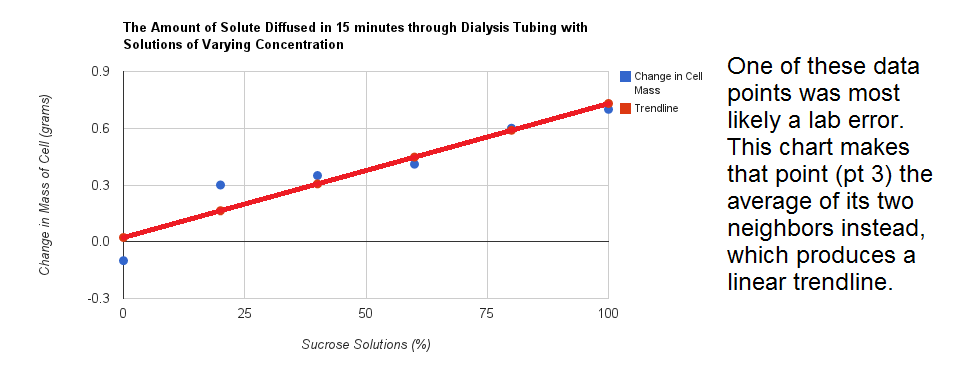 The Amount of Solute Diffused in 15 minutes through Dialysis Tubing with
Solutions of Varying Concentration
Change in Mass of Cell (grams)
0.9
0.6
0.3
0.0
-0.3
0
25
50
75
100
Sucrose Solutions (%)
Change in Cell
Mass
Trendline
One of these data
points was most
likely a lab error.
This chart makes
that point (pt 3) the
average of its two
neighbors instead,
which produces a
linear trendline.